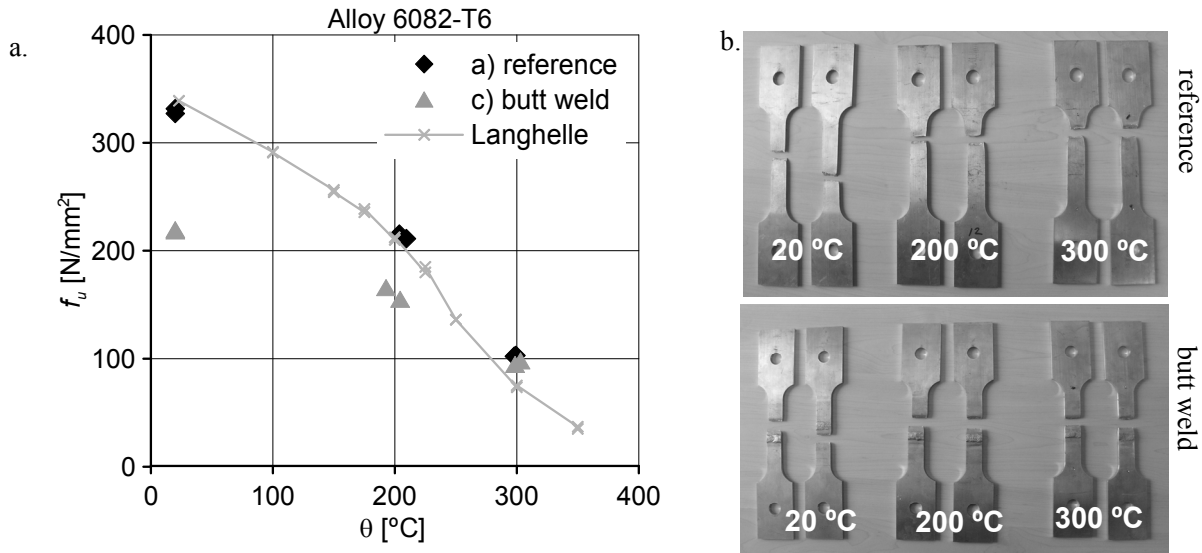 a.
Alloy 6082-T6
400
300
200
100
0
f_u [N/mm²]
a) reference
c) butt weld
Langhelle
0 100 200 300 400
θ [ºC]
b.
20 ºC 200 ºC 300 ºC
12
reference
20 ºC 200 ºC 300 ºC
butt weld